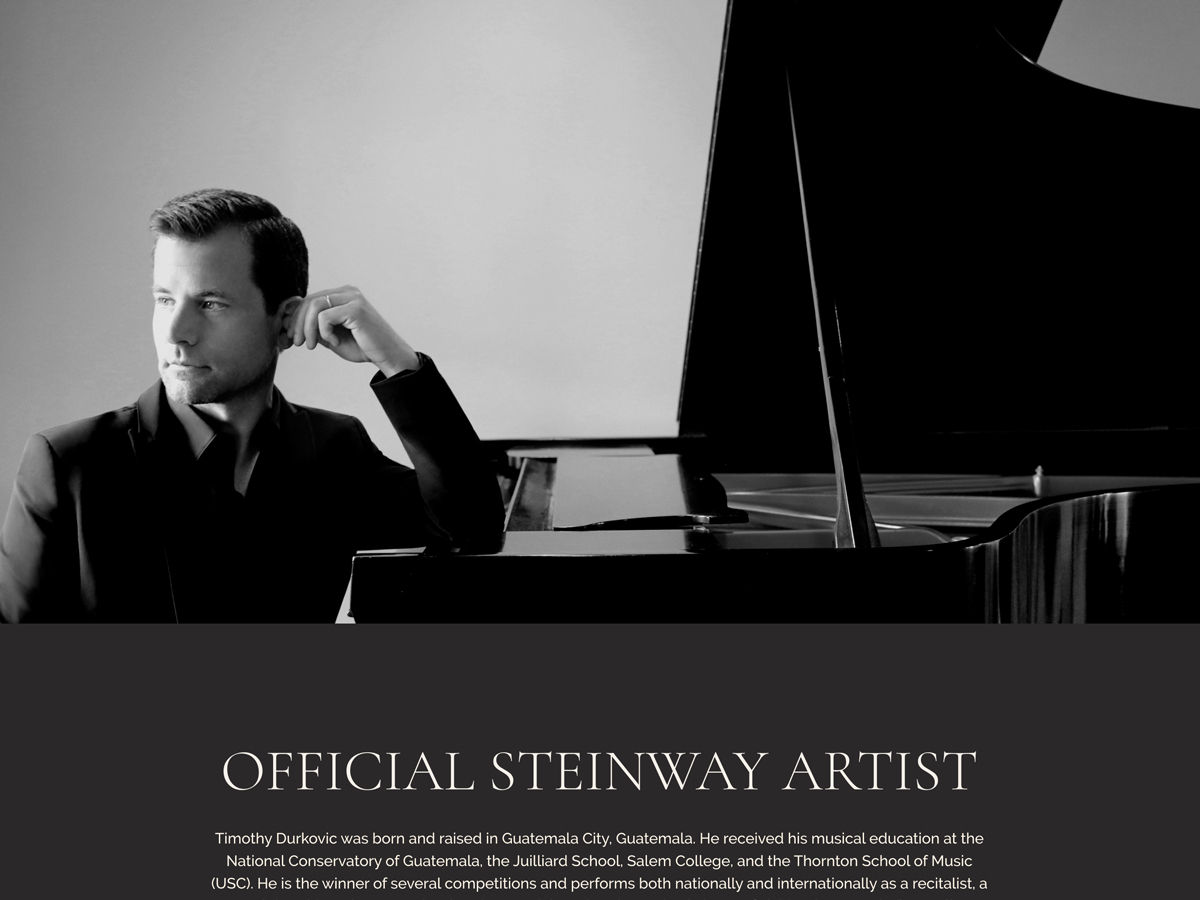 OFFICIAL STEINWAY ARTIST
Timothy Durkovic was born and raised in Guatemala City, Guatemala. He received his musical education at the
National Conservatory of Guatemala, the Juilliard School, Salem College, and the Thornton School of Music
(USC). He is the winner of several competitions and performs both nationally and internationally as a recitalist, a